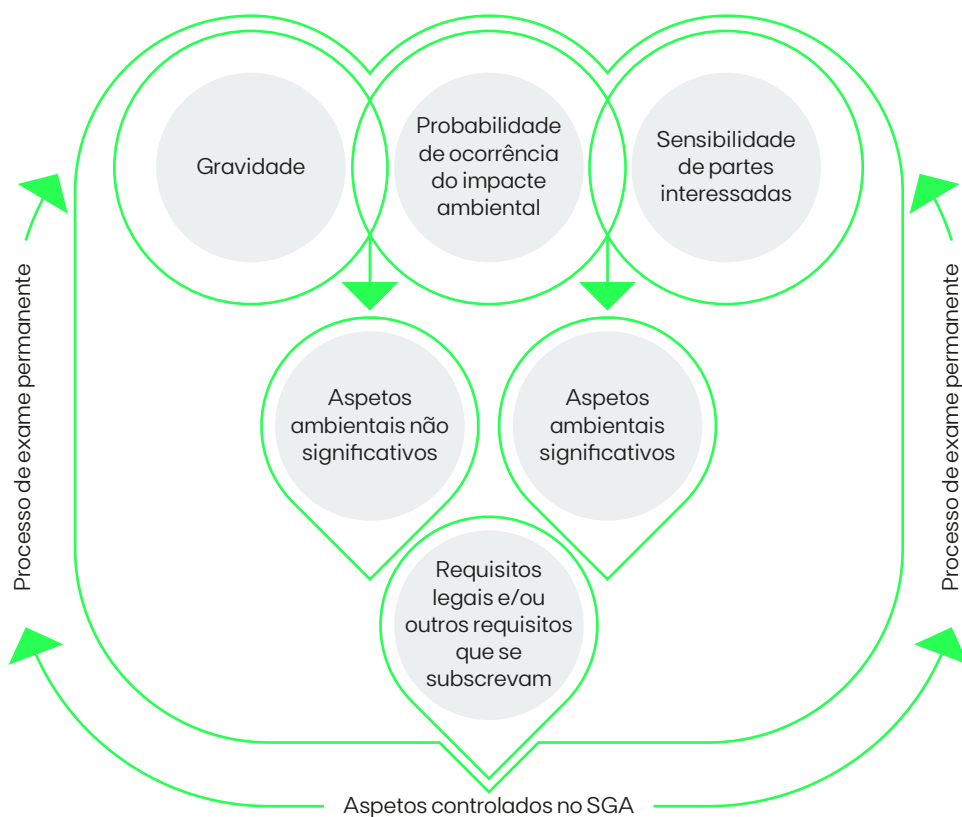 Gravidade
Probabilidade
de ocorrência
do impacte
ambiental
Sensibilidade
de partes
interessadas
Processo de exame permanente
Processo de exame permanente
Aspetos
ambientais não
significativos
Aspetos
ambientais
significativos
Requisitos
legais e/ou
outros requisitos
que se
subscrevam
Aspetos controlados no SGA